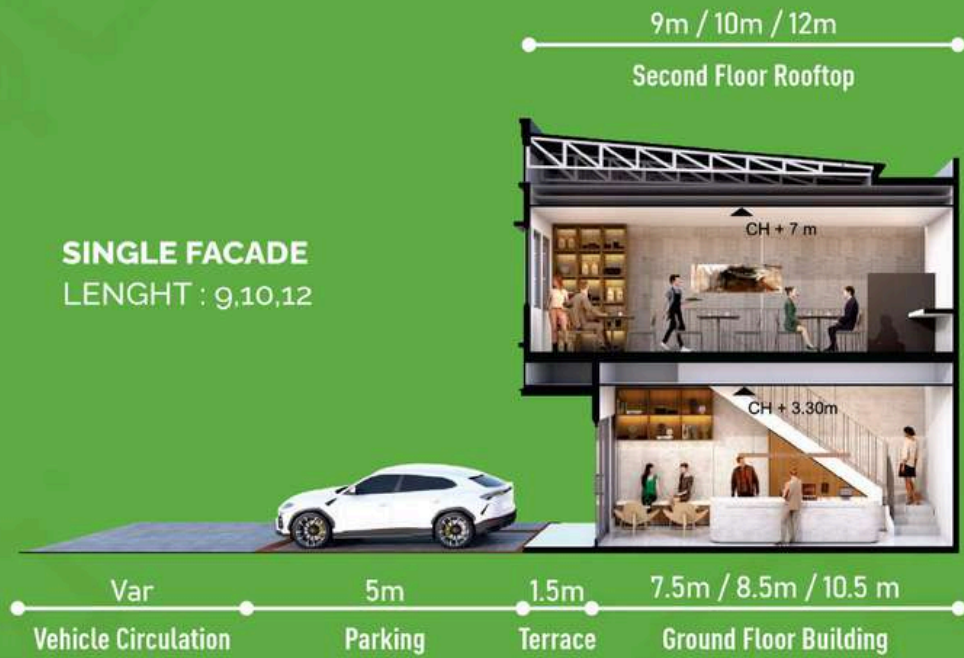 9m / 10m / 12m
Second Floor Rooftop
SINGLE FACADE
LENGHT : 9,10,12
CH + 7 m
CH + 3.30m
Var
5m
1.5m
7.5m / 8.5m / 10.5 m
Vehicle Circulation
Parking
Terrace
Ground Floor Building